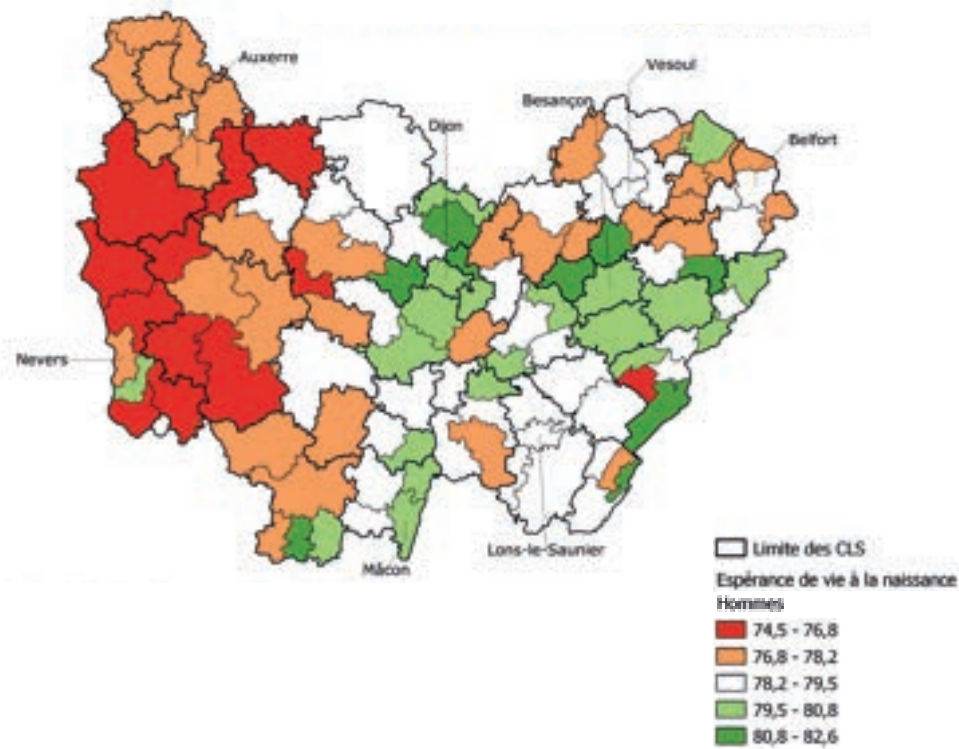 Auxerre
Vesoul
Besançon
Dijon
Belfort
Nevers
Lons-le-Saunier
Mâcon
Limite des CLS
Espérance de vie à la naissance
Hommes
74,5 - 76,8
76,8 - 78,2
78,2 - 79,5
79,5 - 80,8
80,8 - 82,6